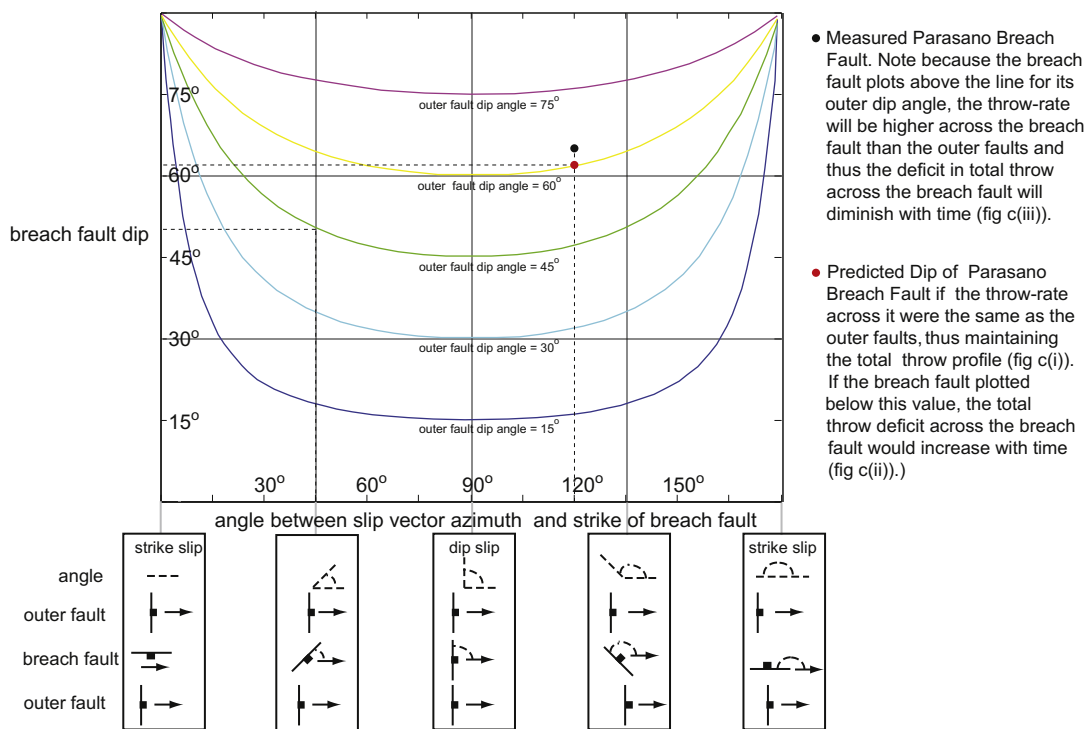 75°
60°
45°
30°
15°
breach fault dip
outer fault dip angle = 75°
outer fault dip angle = 60°
outer fault dip angle = 45°
outer fault dip angle = 30°
outer fault dip angle = 15°
30° 60° 90° 120° 150°
angle between slip vector azimuth and strike of breach fault
strike slip dip slip strike slip
angle
outer fault
breach fault
outer fault
Measured Parasano Breach
Fault. Note because the breach
fault plots above the line for its
outer dip angle, the throw-rate
will be higher across the breach
fault than the outer faults and
thus the deficit in total throw
across the breach fault will
diminish with time (fig c(iii)).
Predicted Dip of Parasano
Breach Fault if the throw-rate
across it were the same as the
outer faults, thus maintaining
the total throw profile (fig c(i)).
If the breach fault plotted
below this value, the total
throw deficit across the breach
fault would increase with time
(fig c(ii)).)